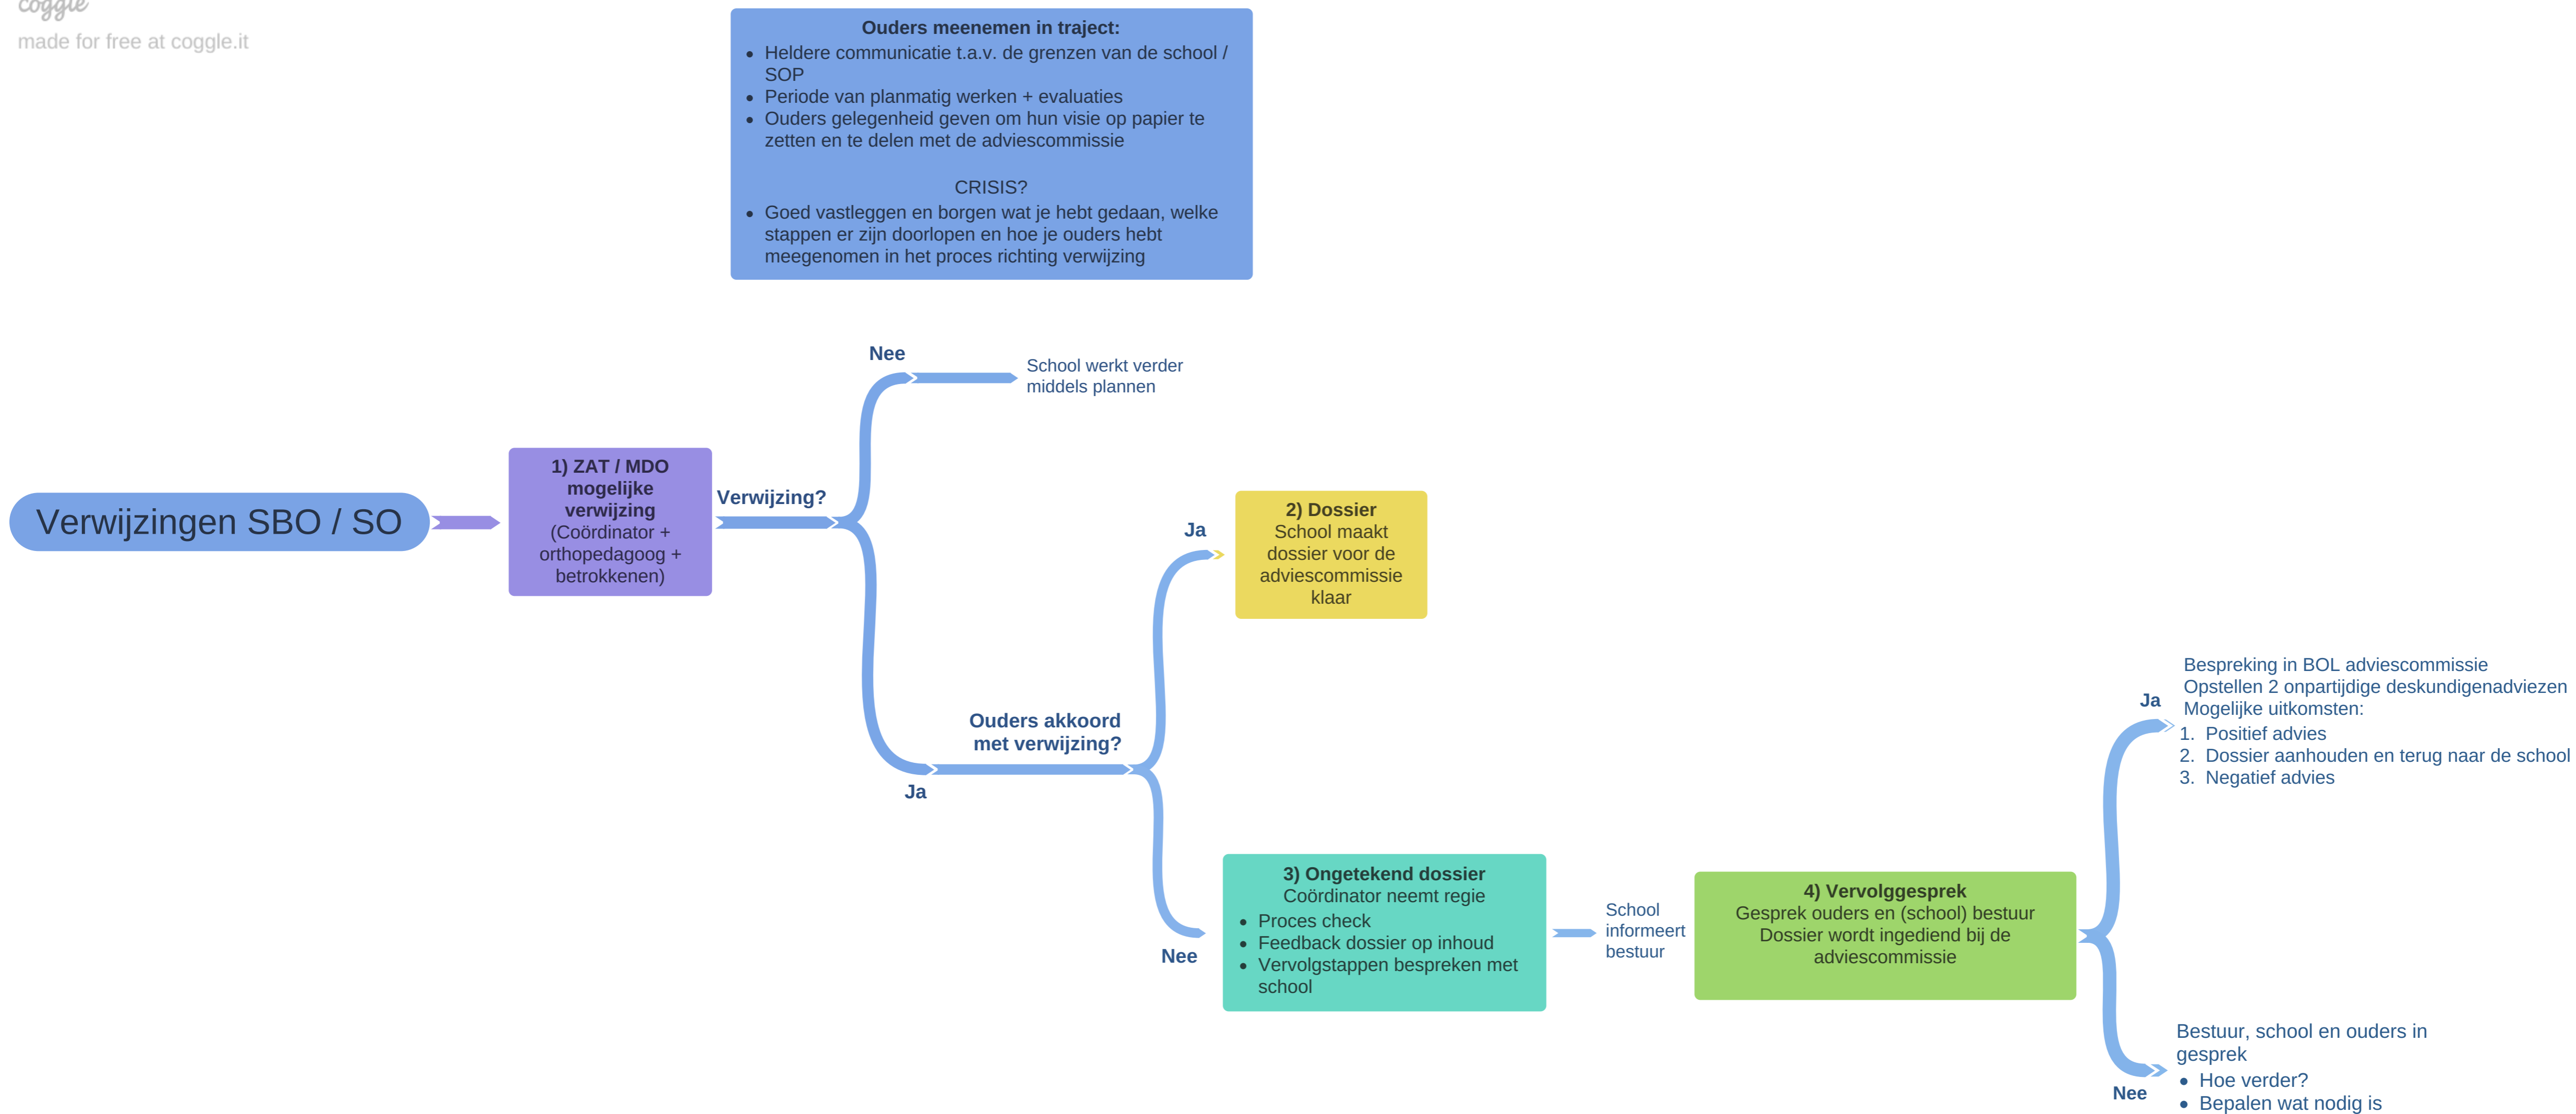 coggle
made for free at coggle.it
Ouders meenemen in traject:
• Heldere communicatie t.a.v. de grenzen van de school /
SOP
• Periode van planmatig werken + evaluaties
• Ouders gelegenheid geven om hun visie op papier te
zetten en te delen met de adviescommissie
CRISIS?
• Goed vastleggen en borgen wat je hebt gedaan, welke
stappen er zijn doorlopen en hoe je ouders hebt
meegenomen in het proces richting verwijzing
Nee
School werkt verder
middels plannen
Verwijzingen SBO / SO
1) ZAT / MDO
mogelijke
verwijzing
(Coördinator +
orthopedagoog +
betrokkenen)
Verwijzing?
Ja
Ouders akkoord
met verwijzing?
Ja
2) Dossier
School maakt
dossier voor de
adviescommissie
klaar
Nee
3) Ongetekend dossier
Coördinator neemt regie
• Proces check
• Feedback dossier op inhoud
• Vervolgstappen bespreken met
school
School
informeert
bestuur
4) Vervolggesprek
Gesprek ouders en (school) bestuur
Dossier wordt ingediend bij de
adviescommissie
Ja
Bespreking in BOL adviescommissie
Opstellen 2 onpartijdige deskundigenadviezen
Mogelijke uitkomsten:
1. Positief advies
2. Dossier aanhouden en terug naar de school
3. Negatief advies
Nee
Bestuur, school en ouders in
gesprek
• Hoe verder?
• Bepalen wat nodig is